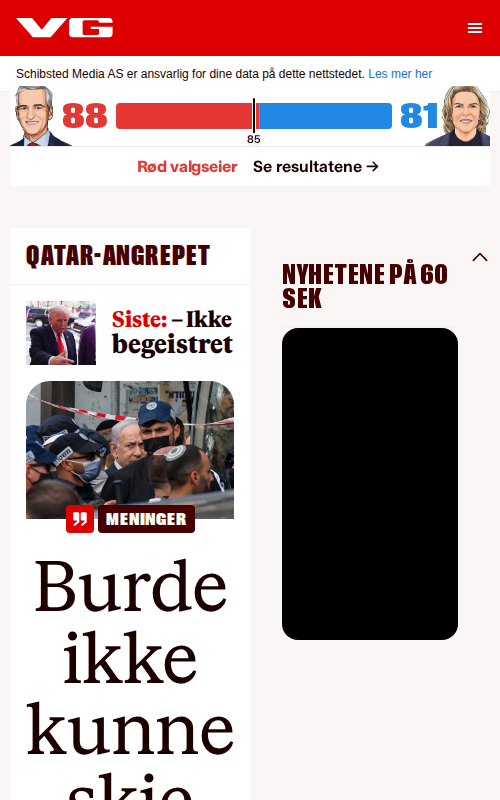 VG
Schibsted Media AS er ansvarlig for dine data på dette nettstedet. Les mer her
88
81
85
Rød valgseier Se resultatene →
QATAR-ANGREPET
Siste: – Ikke
begeistret
MENINGER
Burde
ikke
kunne
skje
NYHETENE PÅ 60
SEK